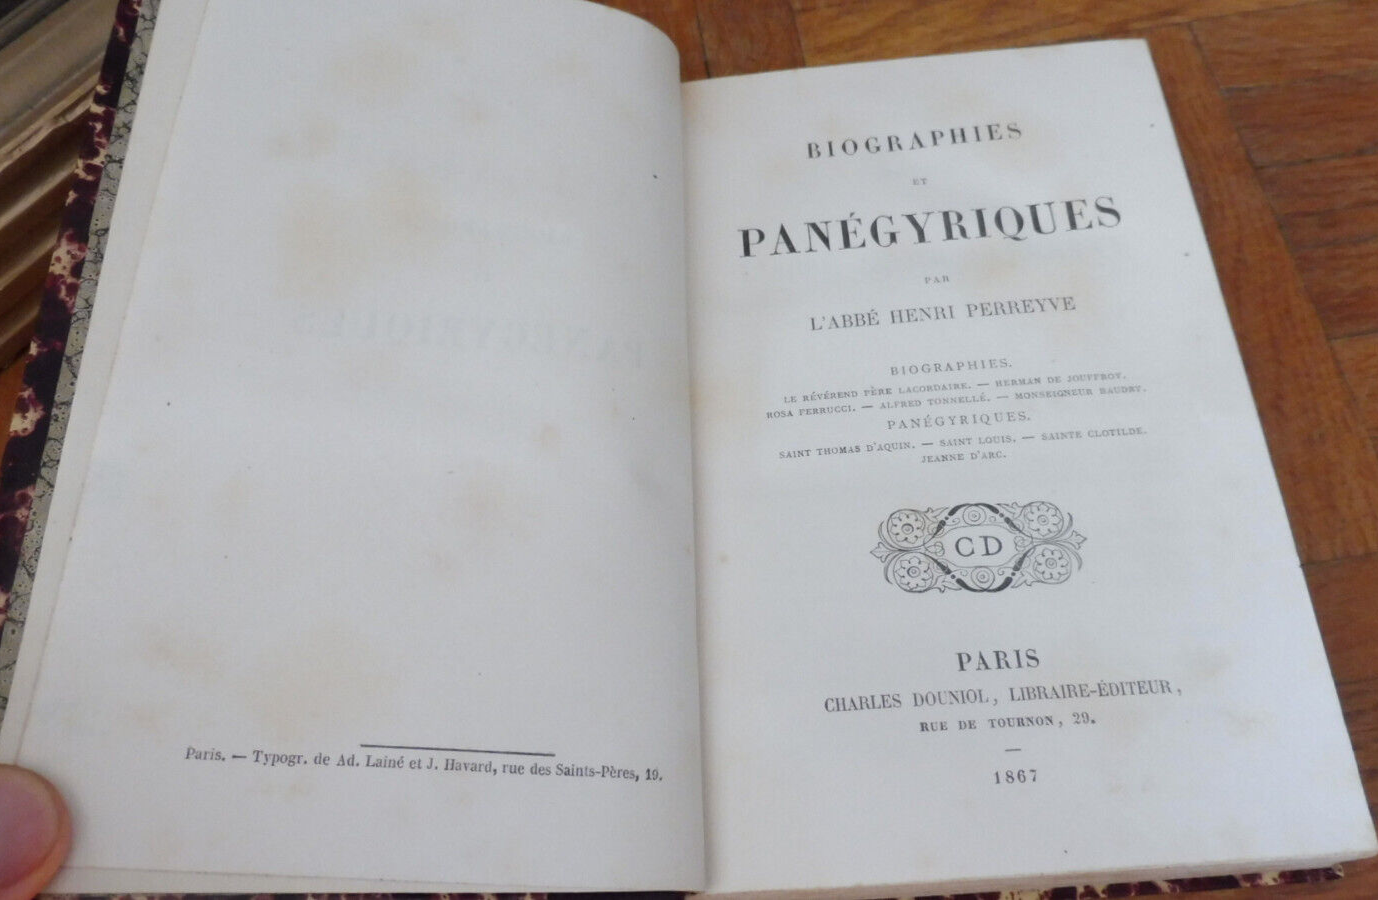 Paris. — Typogr. de Ad. Lainé et J. Havard, rue des Saints-Pères, 19.
BIOGRAPHIES
ET
PANÉGYRIQUES
PAR
L'ABBÉ HENRI PERREYVE
BIOGRAPHIES.
LE RÉVÉREND PÈRE LACORDAIRE. — HERMAN DE JOUFFROY.
ROSA FERRUCCI. — ALFRED TONNELLÉ. — MONSEIGNEUR BAUDRY.
PANÉGYRIQUES.
SAINT THOMAS D'AQUIN. — SAINT LOUIS. — SAINTE CLOTILDE.
JEANNE D'ARC.
CD
PARIS
CHARLES DOUNIOL, LIBRAIRE-ÉDITEUR,
RUE DE TOURNON, 29.
—
1867